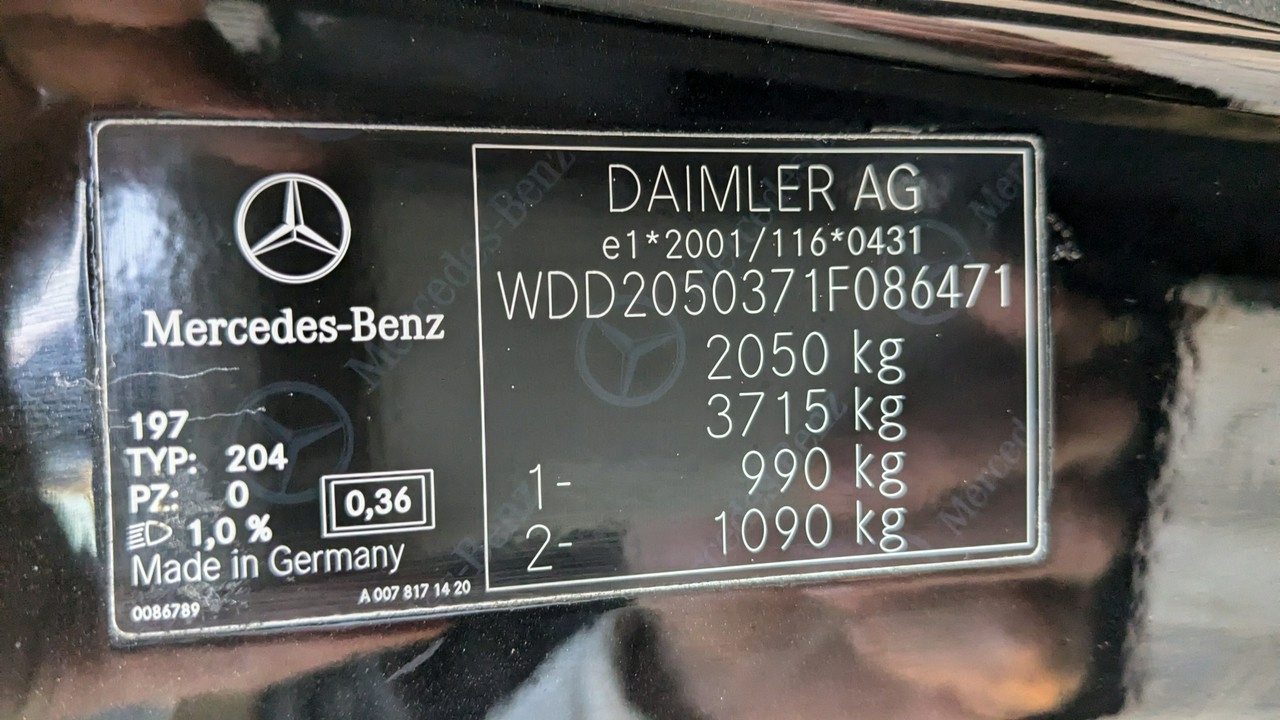 Mercedes-Benz
197
TYP: 204
PZ: 0
1,0 %
0,36
Made in Germany
0086789
A 007 817 14 20
DAIMLER AG
e1*2001/116*0431
WDD2050371F086471
2050 kg
3715 kg
1- 990 kg
2- 1090 kg